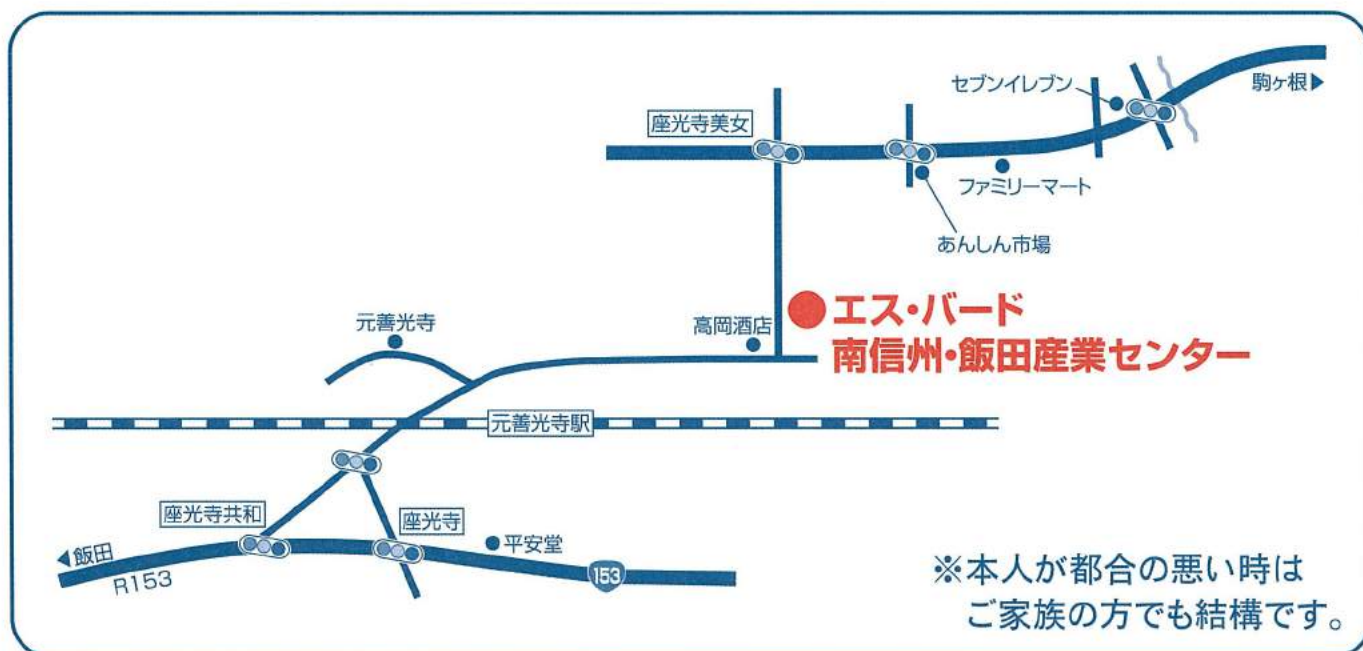 セブンイレブン
駒ヶ根▶
座光寺美女
ファミリーマート
あんしん市場
エス・バード
南信州・飯田産業センター
元善光寺
高岡酒店
元善光寺駅
座光寺共和
座光寺
平安堂
◀飯田
R153
153
※本人が都合の悪い時は
ご家族の方でも結構です。